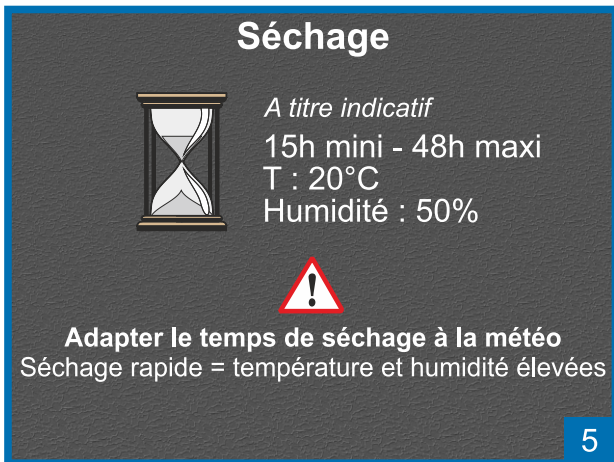 Séchage
A titre indicatif
15h mini - 48h maxi
T : 20°C
Humidité : 50%
!
Adapter le temps de séchage à la météo
Séchage rapide = température et humidité élevées
5